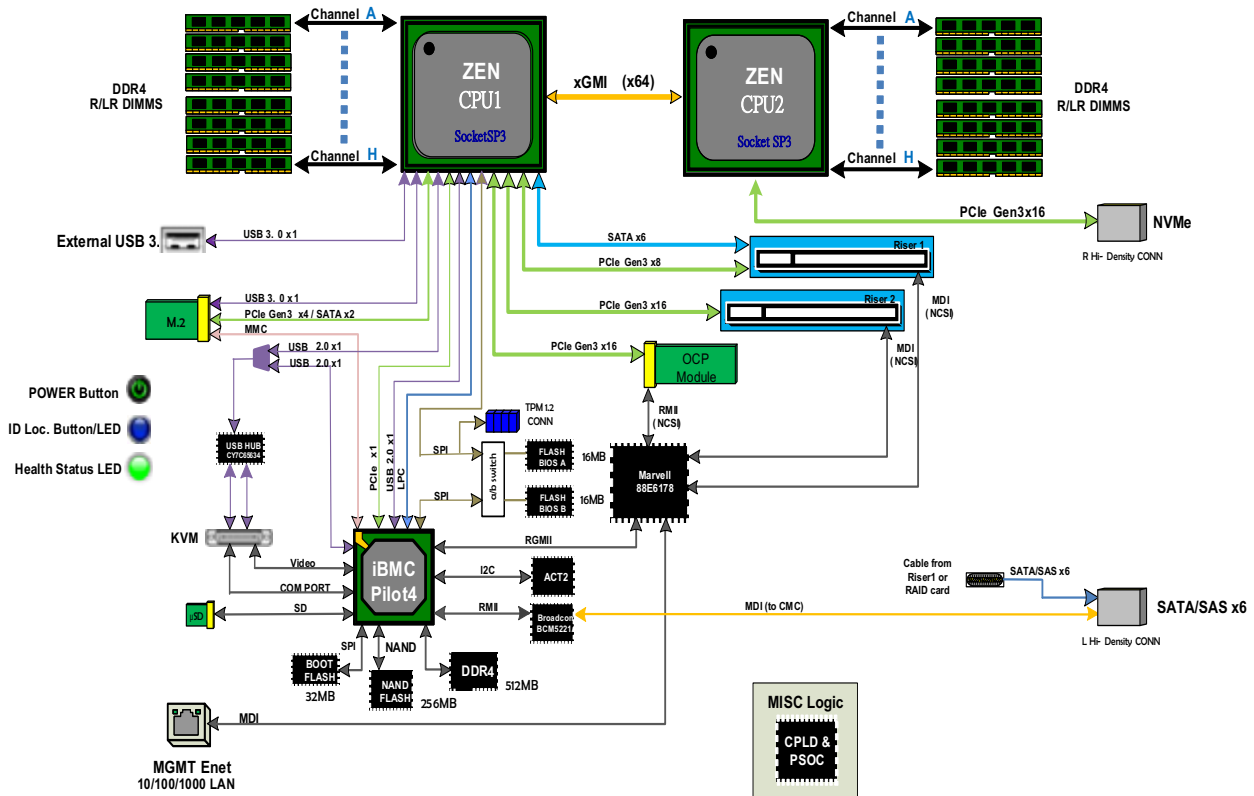 Channel A
Channel A
DDR4
R/LR DIMMS
ZEN
CPU1
SocketSP3
xGMI (x64)
ZEN
CPU2
Socket SP3
DDR4
R/LR DIMMS
Channel H
Channel H
PCIe Gen3x16
NVMe
R Hi- Density CONN
External USB 3.
USB 3. 0 x1
SATA x6
Riser 1
PCIe Gen3 x8
MDI
(NCSI)
USB 3. 0 x1
PCIe Gen3 x4 / SATA x2
MMC
M.2
PCIe Gen3 x16
Riser 2
MDI
(NCSI)
USB 2.0 x1
USB 2.0 x1
PCIe Gen3 x16
OCP
Module
POWER Button
ID Loc. Button/LED
Health Status LED
USB HUB
CY7C65634
PCIe x1
USB 2.0 x1
LPC
TPM1.2
CONN
SPI
SPI
a/b switch
FLASH
BIOS A
16MB
FLASH
BIOS B
16MB
RMII
(NCSI)
Marvell
88E6178
KVM
Video
COM PORT
iBMC
Pilot4
RGMII
I2C
ACT2
RMII
Broadcom
BCM5221
MDI (to CMC)
Cable from
Riser1 or
RAID card
SATA/SAS x6
SATA/SAS x6
L Hi- Density CONN
µSD
SD
SPI
NAND
BOOT
FLASH
32MB
NAND
FLASH
256MB
DDR4
512MB
MDI
MGMT Enet
10/100/1000 LAN
MISC Logic
CPLD &
PSOC